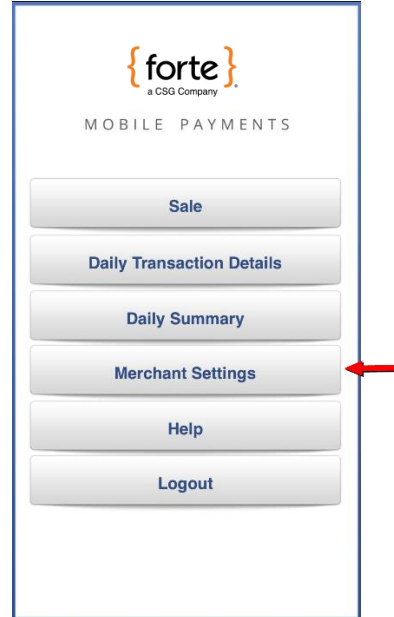 {forte}.
a CSG Company
MOBILE PAYMENTS
Sale
Daily Transaction Details
Daily Summary
Merchant Settings
Help
Logout